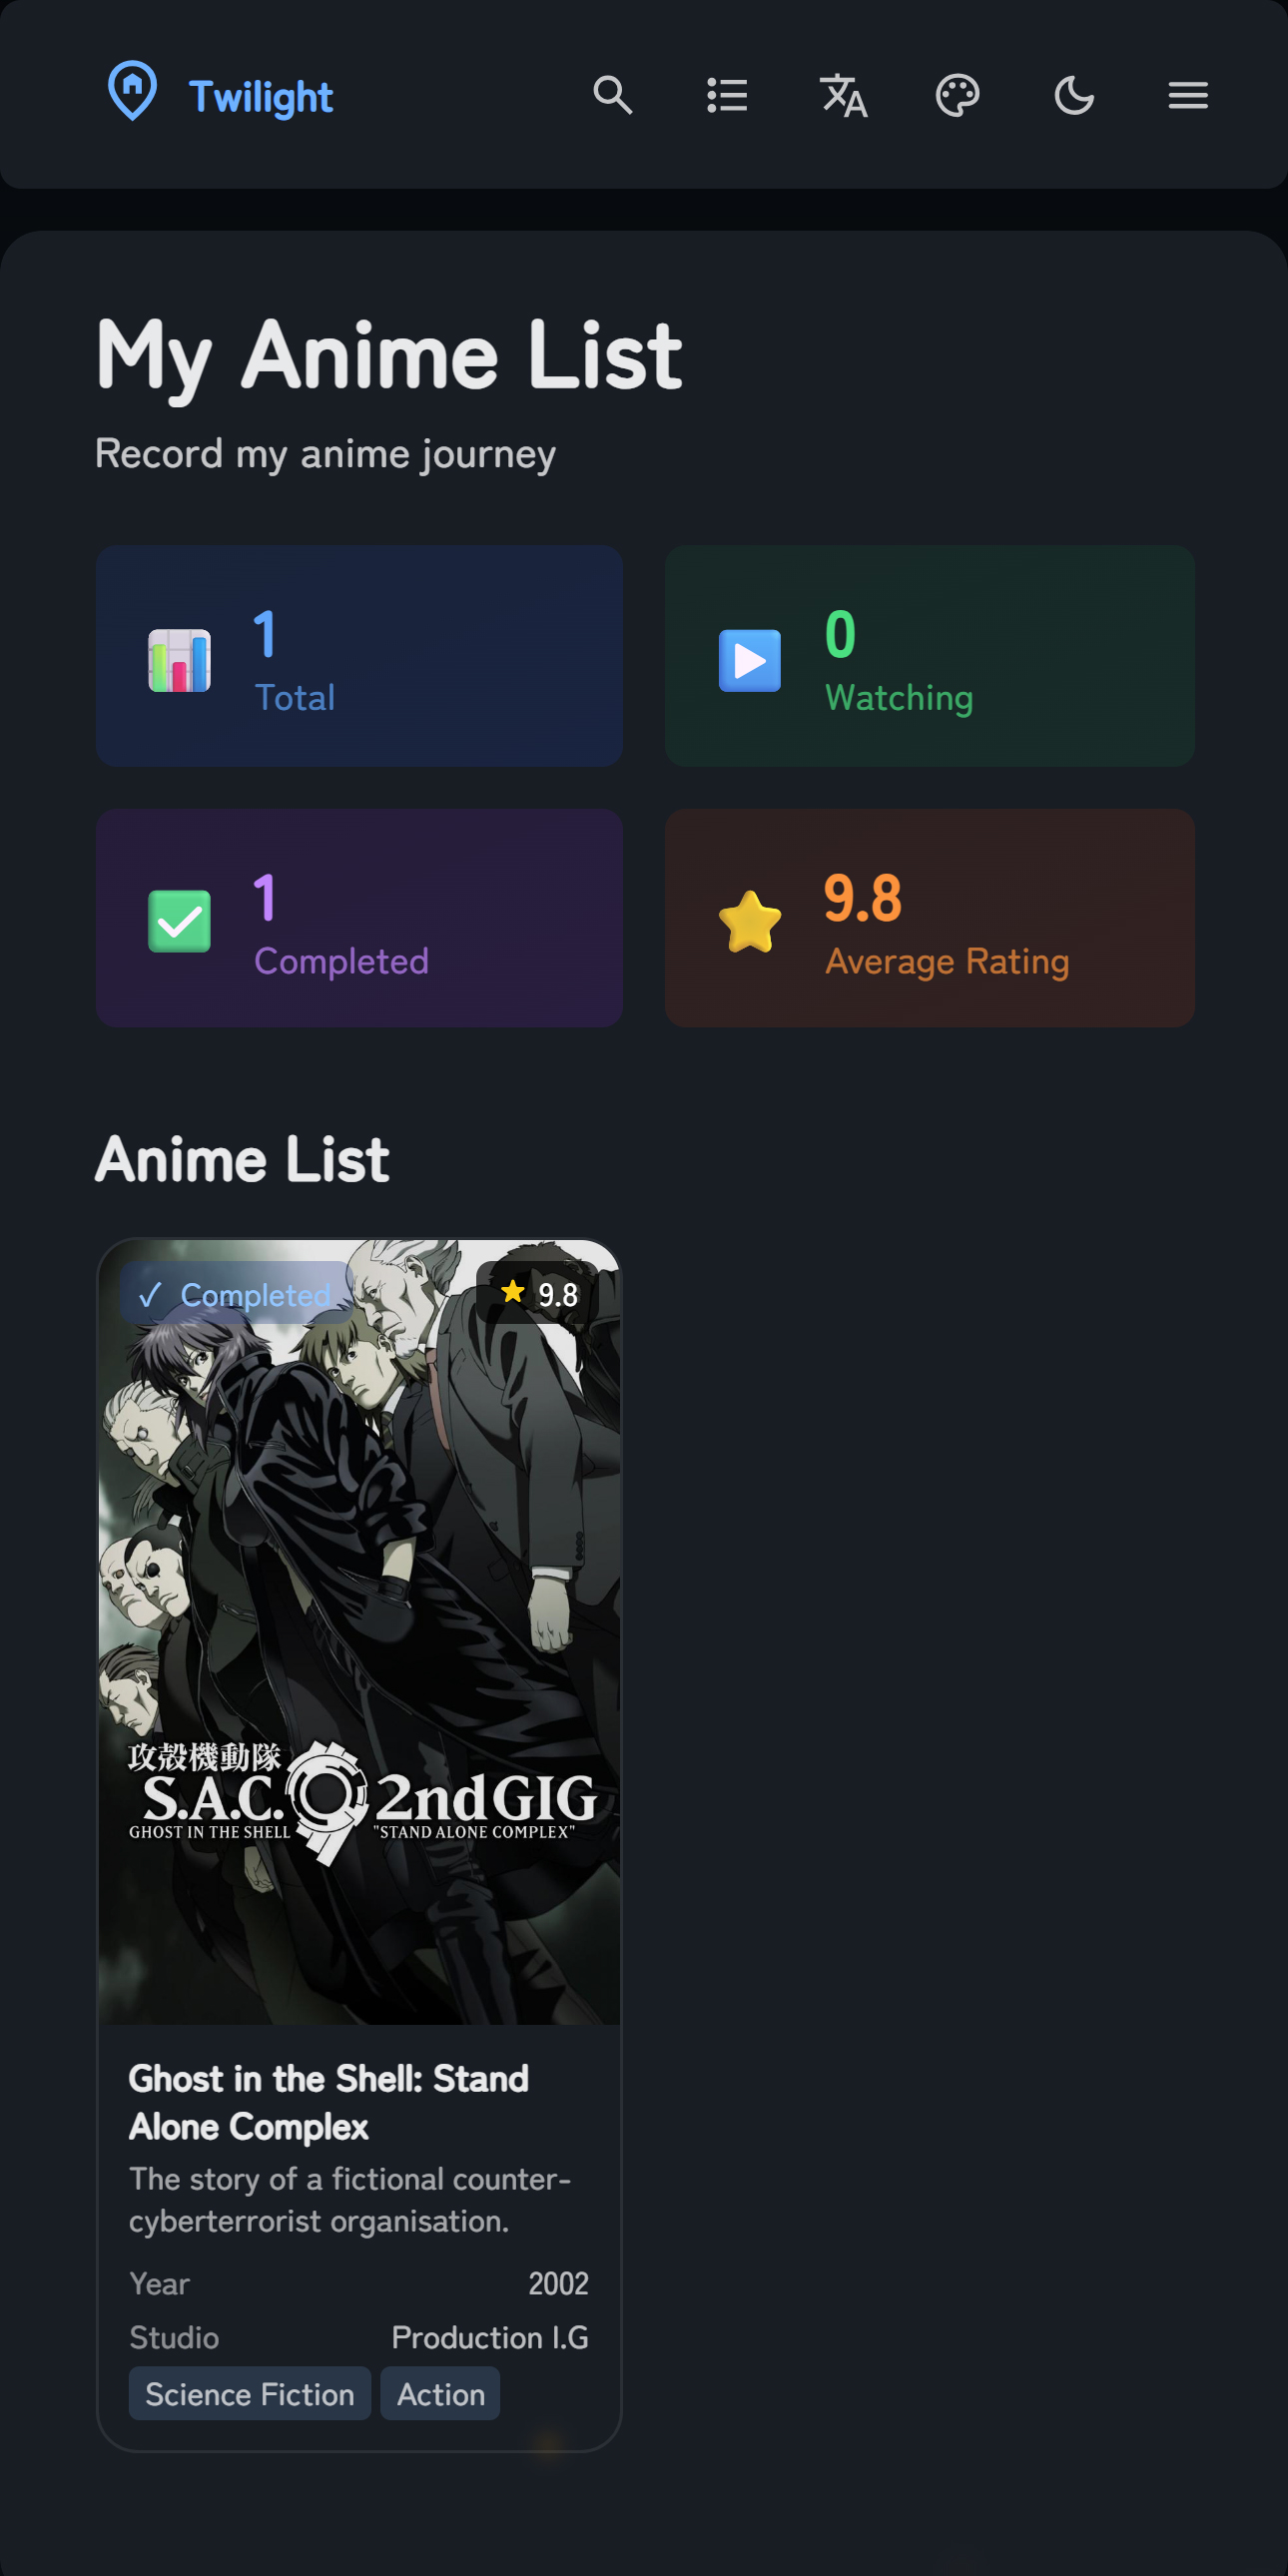 Twilight
My Anime List
Record my anime journey
1
Total
0
Watching
1
Completed
9.8
Average Rating
Anime List
✓ Completed
9.8
攻殻機動隊
S.A.C. 2nd GIG
GHOST IN THE SHELL "STAND ALONE COMPLEX"
Ghost in the Shell: Stand
Alone Complex
The story of a fictional counter-
cyberterrorist organisation.
Year 2002
Studio Production I.G
Science Fiction Action